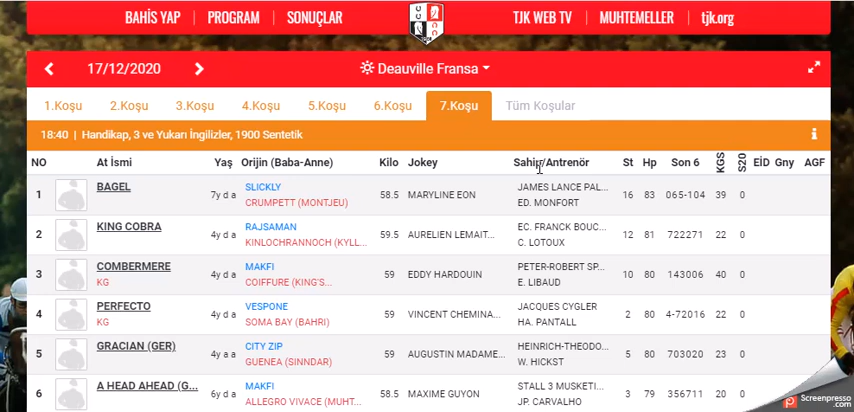 BAHİS YAP | PROGRAM | SONUÇLAR TJK WEB TV | MUHTEMELLER | tjk.org
17/12/2020 Deauville Fransa
1.Koşu 2.Koşu 3.Koşu 4.Koşu 5.Koşu 6.Koşu 7.Koşu Tüm Koşular
18:40 | Handikap, 3 ve Yukarı İngilizler, 1900 Sentetik
NO At İsmi Yaş Orijin (Baba-Anne) Kilo Jokey Sahip/Antrenör St Hp Son 6 KGS S20 EİD Gny AGF
1 BAGEL 7y d a SLICKLY 58.5 MARYLINE EON JAMES LANCE PAL... 16 83 065-104 39 0
CRUMPETT (MONTJEU) ED. MONFORT
2 KING COBRA 4y d a RAJSAMAN 59.5 AURELIEN LEMAIT... EC. FRANCK BOUC... 12 81 722271 22 0
KINLOCHRANNOCH (KYLL... C. LOTOUX
3 COMBERMERE 4y d a MAKFI 59 EDDY HARDOUIN PETER-ROBERT SP... 10 80 143006 40 0
KG COIFFURE (KING'S... E. LIBAUD
4 PERFECTO 4y d a VESPONE 59 VINCENT CHEMINA... JACQUES CYGLER 2 80 4-72016 22 0
KG SOMA BAY (BAHRI) HA. PANTALL
5 GRACIAN (GER) 4y a a CITY ZIP 59 AUGUSTIN MADAME... HEINRICH-THEODO... 5 80 703020 23 0
GUENEA (SINNDAR) W. HICKST
6 A HEAD AHEAD (G... 6y d a MAKFI 58.5 MAXIME GUYON STALL 3 MUSKETI... 3 79 356711 20 0
ALLEGRO VIVACE (MUHT... JP. CARVALHO
Screenpresso
.com